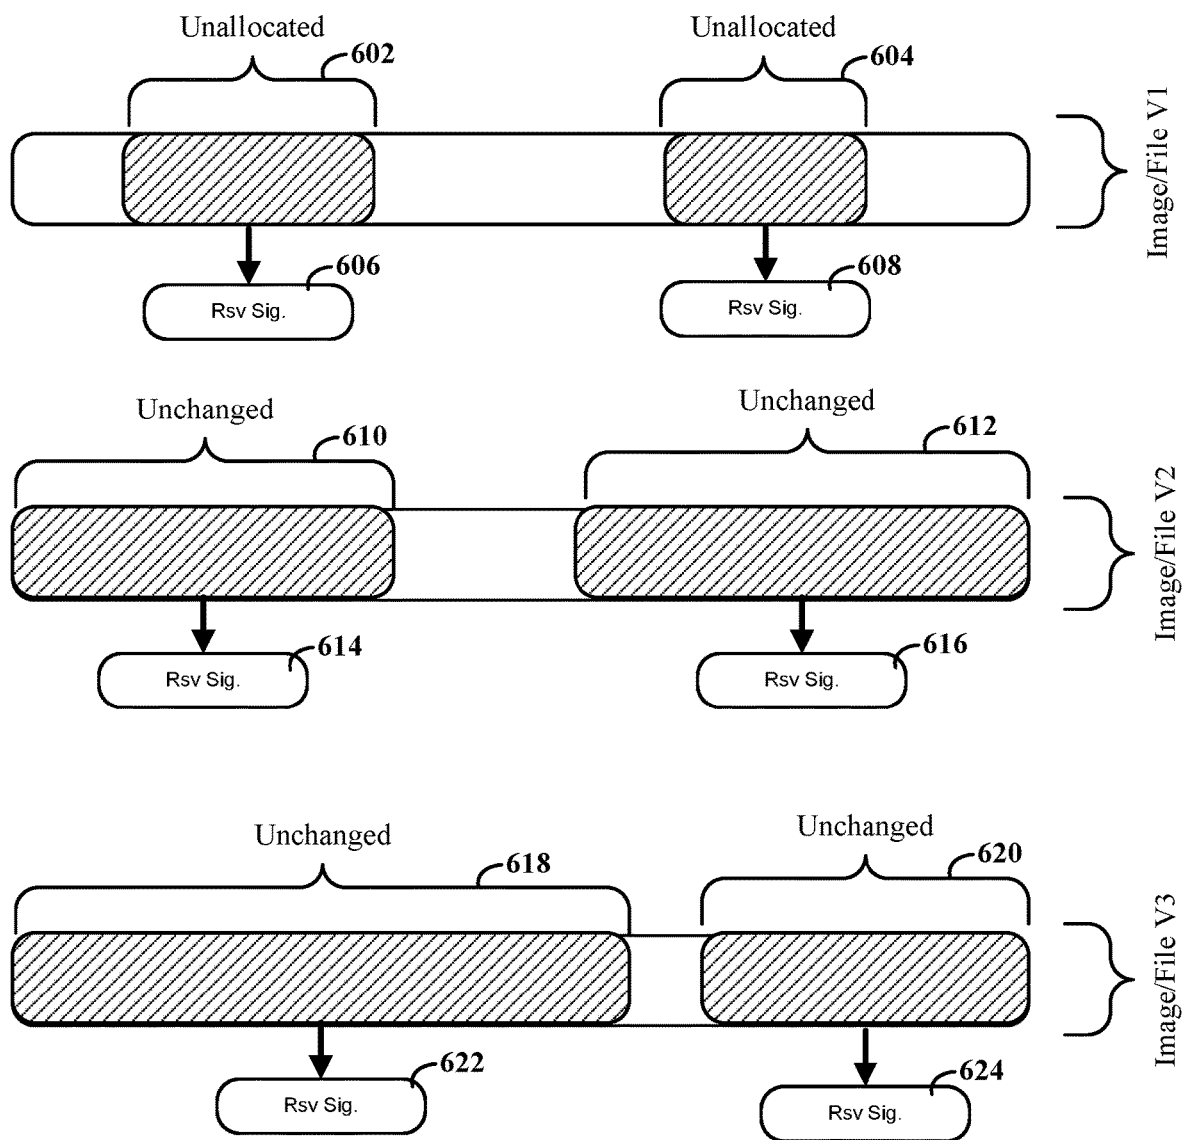 Unallocated
602
Unallocated
604
Image/File V1
606
Rsv Sig.
608
Rsv Sig.
Unchanged
610
Unchanged
612
Image/File V2
614
Rsv Sig.
616
Rsv Sig.
Unchanged
618
Unchanged
620
Image/File V3
622
Rsv Sig.
624
Rsv Sig.